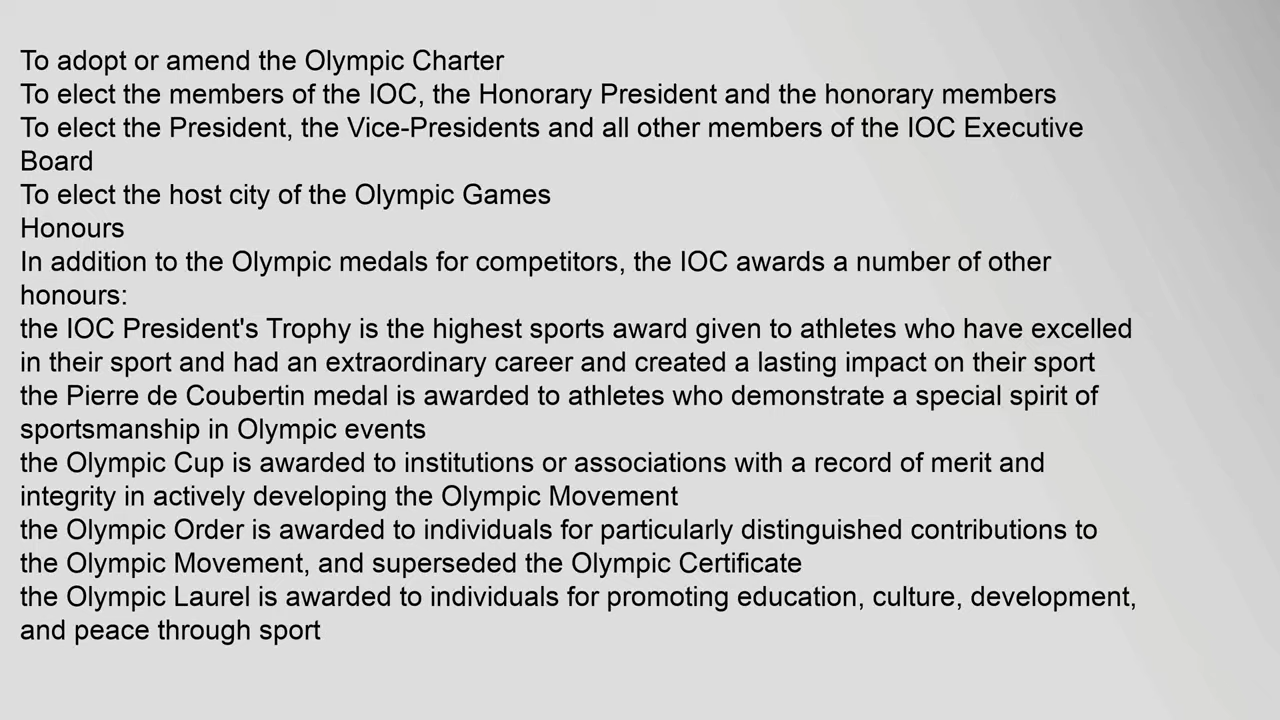 To adopt or amend the Olympic Charter
To elect the members of the IOC, the Honorary President and the honorary members
To elect the President, the Vice-Presidents and all other members of the IOC Executive
Board
To elect the host city of the Olympic Games
Honours
In addition to the Olympic medals for competitors, the IOC awards a number of other
honours:
the IOC President's Trophy is the highest sports award given to athletes who have excelled
in their sport and had an extraordinary career and created a lasting impact on their sport
the Pierre de Coubertin medal is awarded to athletes who demonstrate a special spirit of
sportsmanship in Olympic events
the Olympic Cup is awarded to institutions or associations with a record of merit and
integrity in actively developing the Olympic Movement
the Olympic Order is awarded to individuals for particularly distinguished contributions to
the Olympic Movement, and superseded the Olympic Certificate
the Olympic Laurel is awarded to individuals for promoting education, culture, development,
and peace through sport